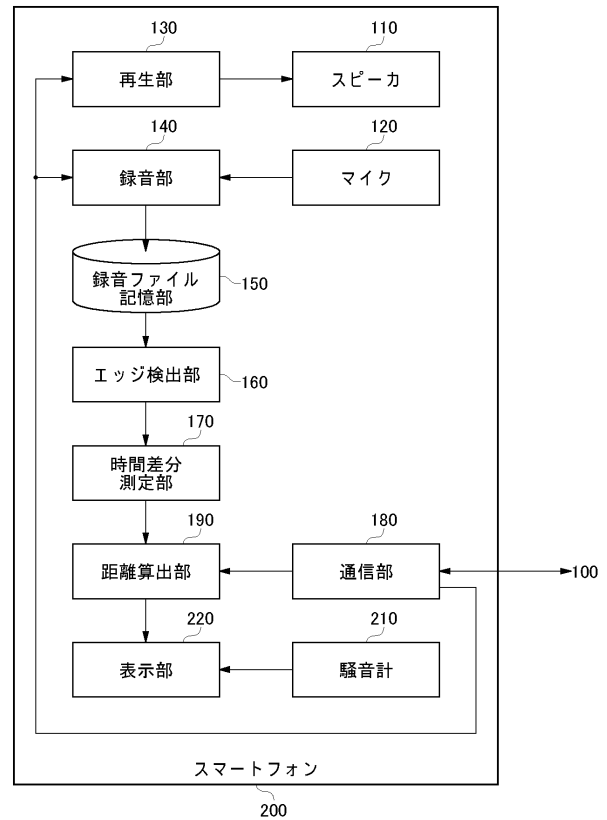 130
110
再生部
スピーカ
140
120
録音部
マイク
録音ファイル
記憶部
150
エッジ検出部
160
170
時間差分
測定部
190
180
距離算出部
通信部
100
220
210
表示部
騒音計
スマートフォン
200